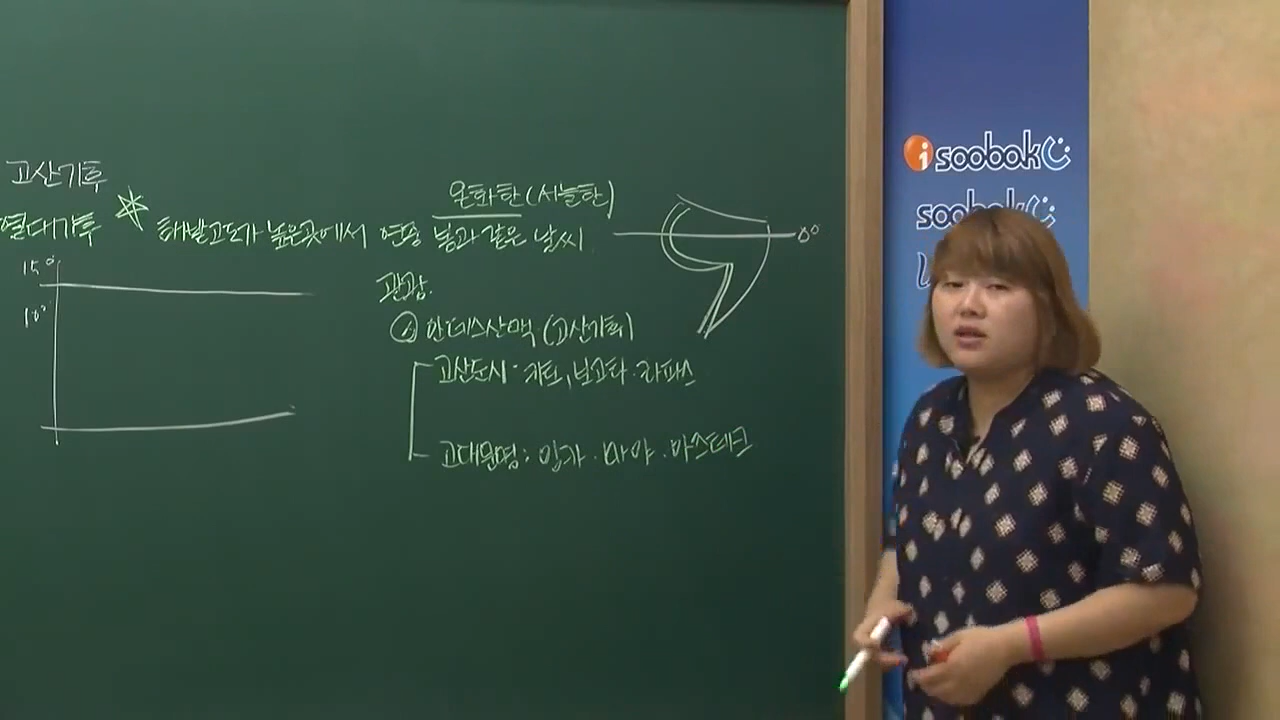 고산기후
열대기후
온화한(서늘한)
해발고도가 높은곳에서 연중 봄과 같은 날씨
0°
15°
10°
관광
안데스산맥 (고산기후)
고산도시 · 키토, 보고타 · 라파스
고대문명 : 잉카 · 마야 · 아즈테크
isoobok
soobok